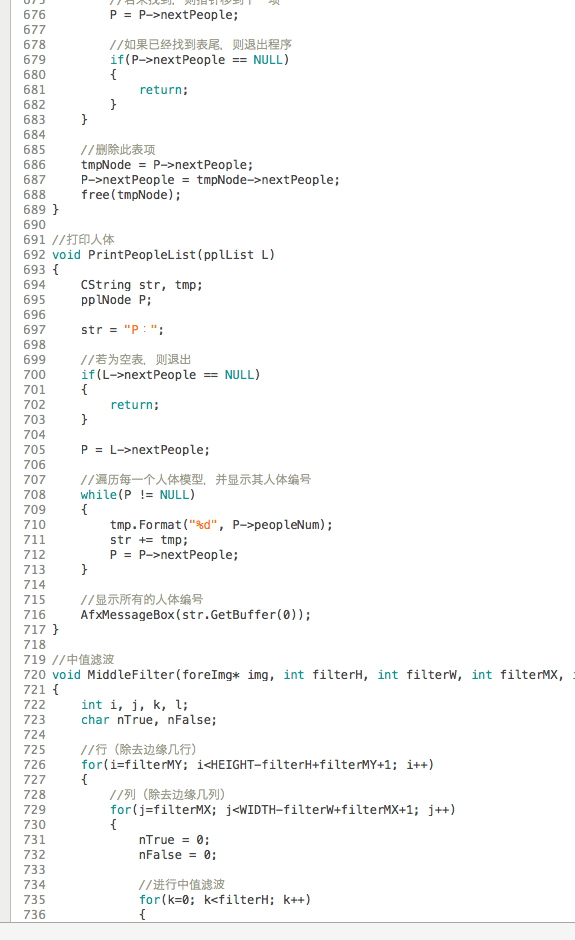 676 P = P->nextPeople;
677
678 //如果已经找到表尾，则退出程序
679 if(P->nextPeople == NULL)
680 {
681 return;
682 }
683 }
684
685 //删除此表项
686 tmpNode = P->nextPeople;
687 P->nextPeople = tmpNode->nextPeople;
688 free(tmpNode);
689 }
690
691 //打印人体
692 void PrintPeopleList(pplList L)
693 {
694 CString str, tmp;
695 pplNode P;
696
697 str = "P：";
698
699 //若为空表，则退出
700 if(L->nextPeople == NULL)
701 {
702 return;
703 }
704
705 P = L->nextPeople;
706
707 //遍历每一个人体模型，并显示其人体编号
708 while(P != NULL)
709 {
710 tmp.Format("%d", P->peopleNum);
711 str += tmp;
712 P = P->nextPeople;
713 }
714
715 //显示所有的人体编号
716 AfxMessageBox(str.GetBuffer(0));
717 }
718
719 //中值滤波
720 void MiddleFilter(foreImg* img, int filterH, int filterW, int filterMX,
721 {
722 int i, j, k, l;
723 char nTrue, nFalse;
724
725 //行（除去边缘几行）
726 for(i=filterMY; i<HEIGHT-filterH+filterMY+1; i++)
727 {
728 //列（除去边缘几列）
729 for(j=filterMX; j<WIDTH-filterW+filterMX+1; j++)
730 {
731 nTrue = 0;
732 nFalse = 0;
733
734 //进行中值滤波
735 for(k=0; k<filterH; k++)
736 {